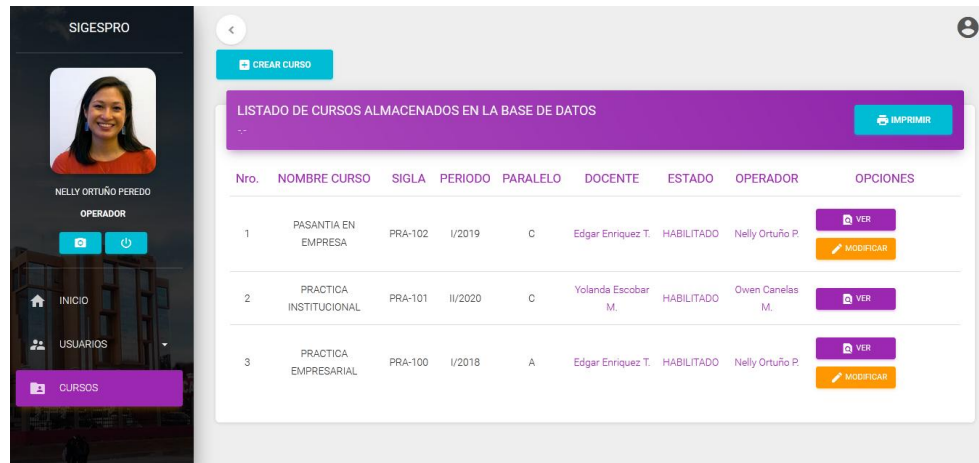 SIGESPRO
NELLY ORTUÑO PEREDO
OPERADOR
INICIO
USUARIOS
CURSOS
CREAR CURSO
LISTADO DE CURSOS ALMACENADOS EN LA BASE DE DATOS
-.-
IMPRIMIR
Nro. NOMBRE CURSO SIGLA PERIODO PARALELO DOCENTE ESTADO OPERADOR OPCIONES
1 PASANTIA EN EMPRESA PRA-102 I/2019 C Edgar Enriquez T. HABILITADO Nelly Ortuño P. VER MODIFICAR
2 PRACTICA INSTITUCIONAL PRA-101 II/2020 C Yolanda Escobar M. HABILITADO Owen Canelas M. VER
3 PRACTICA EMPRESARIAL PRA-100 I/2018 A Edgar Enriquez T. HABILITADO Nelly Ortuño P. VER MODIFICAR